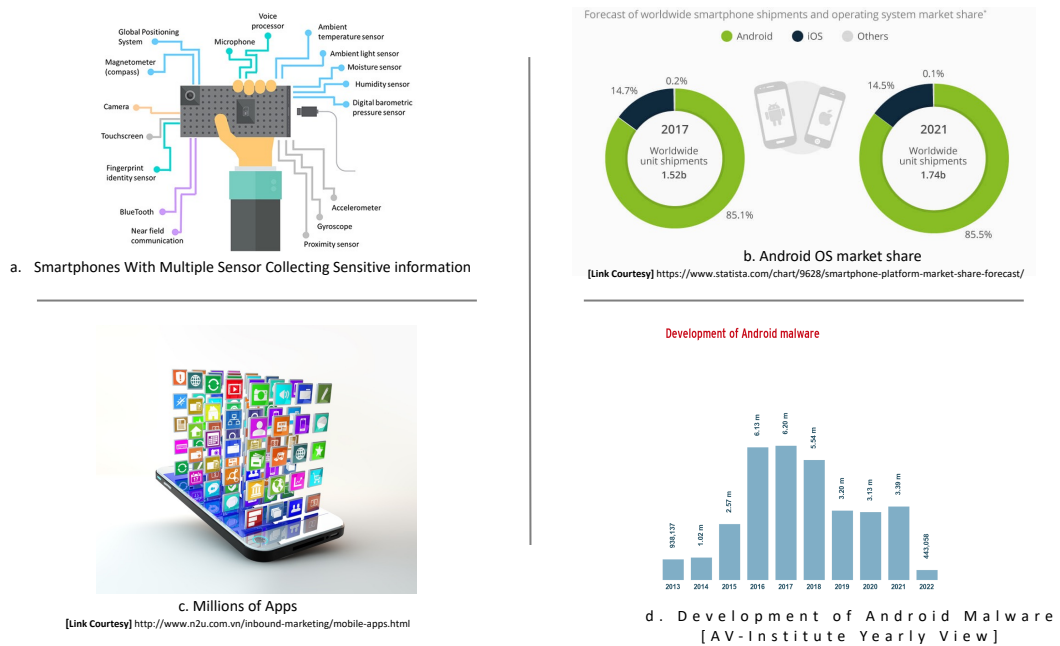 Voice
processor
Global Positioning
System
Microphone
Ambient
temperature sensor
Ambient light sensor
Magnetometer
(compass)
Moisture sensor
Humidity sensor
Camera
Digital barometric
pressure sensor
Touchscreen
Fingerprint
identity sensor
BlueTooth
Accelerometer
Near field
communication
Gyroscope
Proximity sensor
a. Smartphones With Multiple Sensor Collecting Sensitive information
Forecast of worldwide smartphone shipments and operating system market share*
Android iOS Others
0.2%
14.7%
2017
Worldwide
unit shipments
1.52b
85.1%
0.1%
14.5%
2021
Worldwide
unit shipments
1.74b
85.5%
b. Android OS market share
[Link Courtesy] https://www.statista.com/chart/9628/smartphone-platform-market-share-forecast/
c. Millions of Apps
[Link Courtesy] http://www.n2u.com.vn/inbound-marketing/mobile-apps.html
Development of Android malware
938,137
1.02 m
2.57 m
6.13 m
6.20 m
5.54 m
3.20 m
3.13 m
3.39 m
443,058
2013 2014 2015 2016 2017 2018 2019 2020 2021 2022
d. Development of Android Malware
[AV-Institute Yearly View]